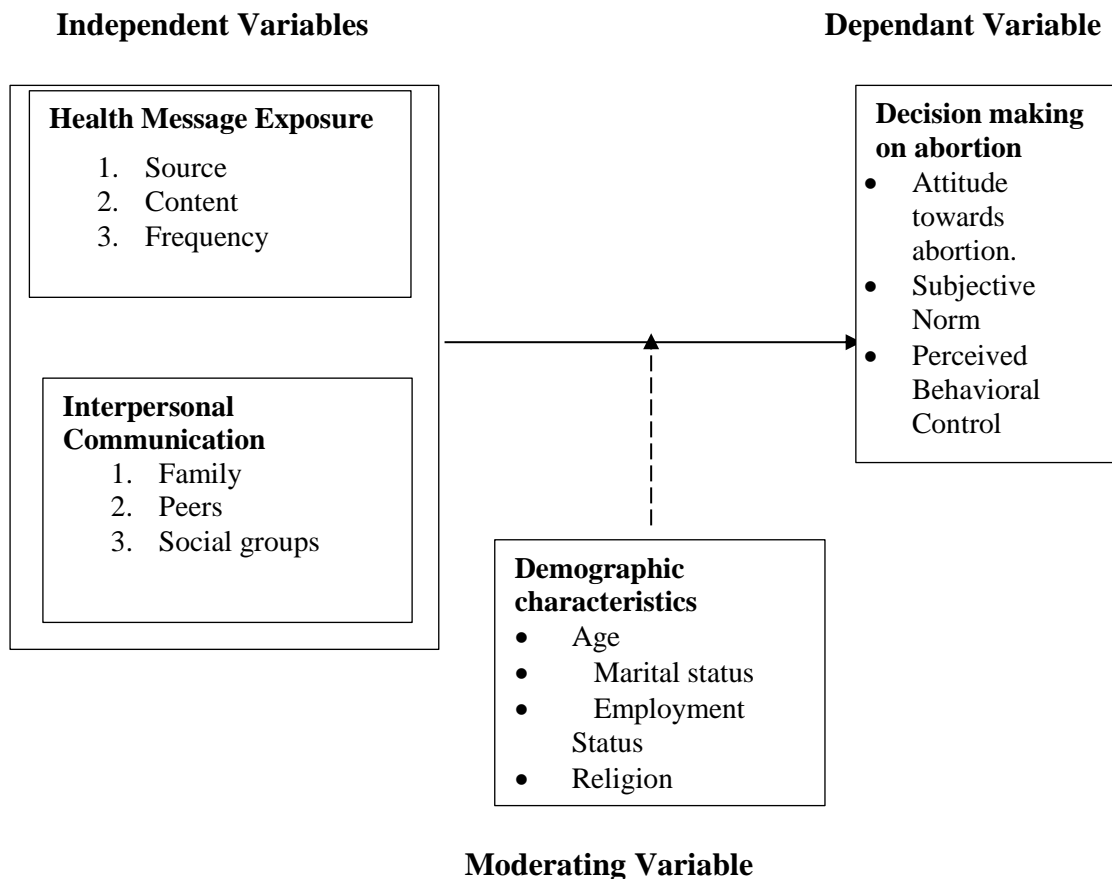 Independent Variables
Dependant Variable
Health Message Exposure
1. Source
2. Content
3. Frequency
Interpersonal
Communication
1. Family
2. Peers
3. Social groups
Decision making
on abortion
• Attitude
towards
abortion.
• Subjective
Norm
• Perceived
Behavioral
Control
Demographic
characteristics
• Age
• Marital status
• Employment
Status
• Religion
Moderating Variable